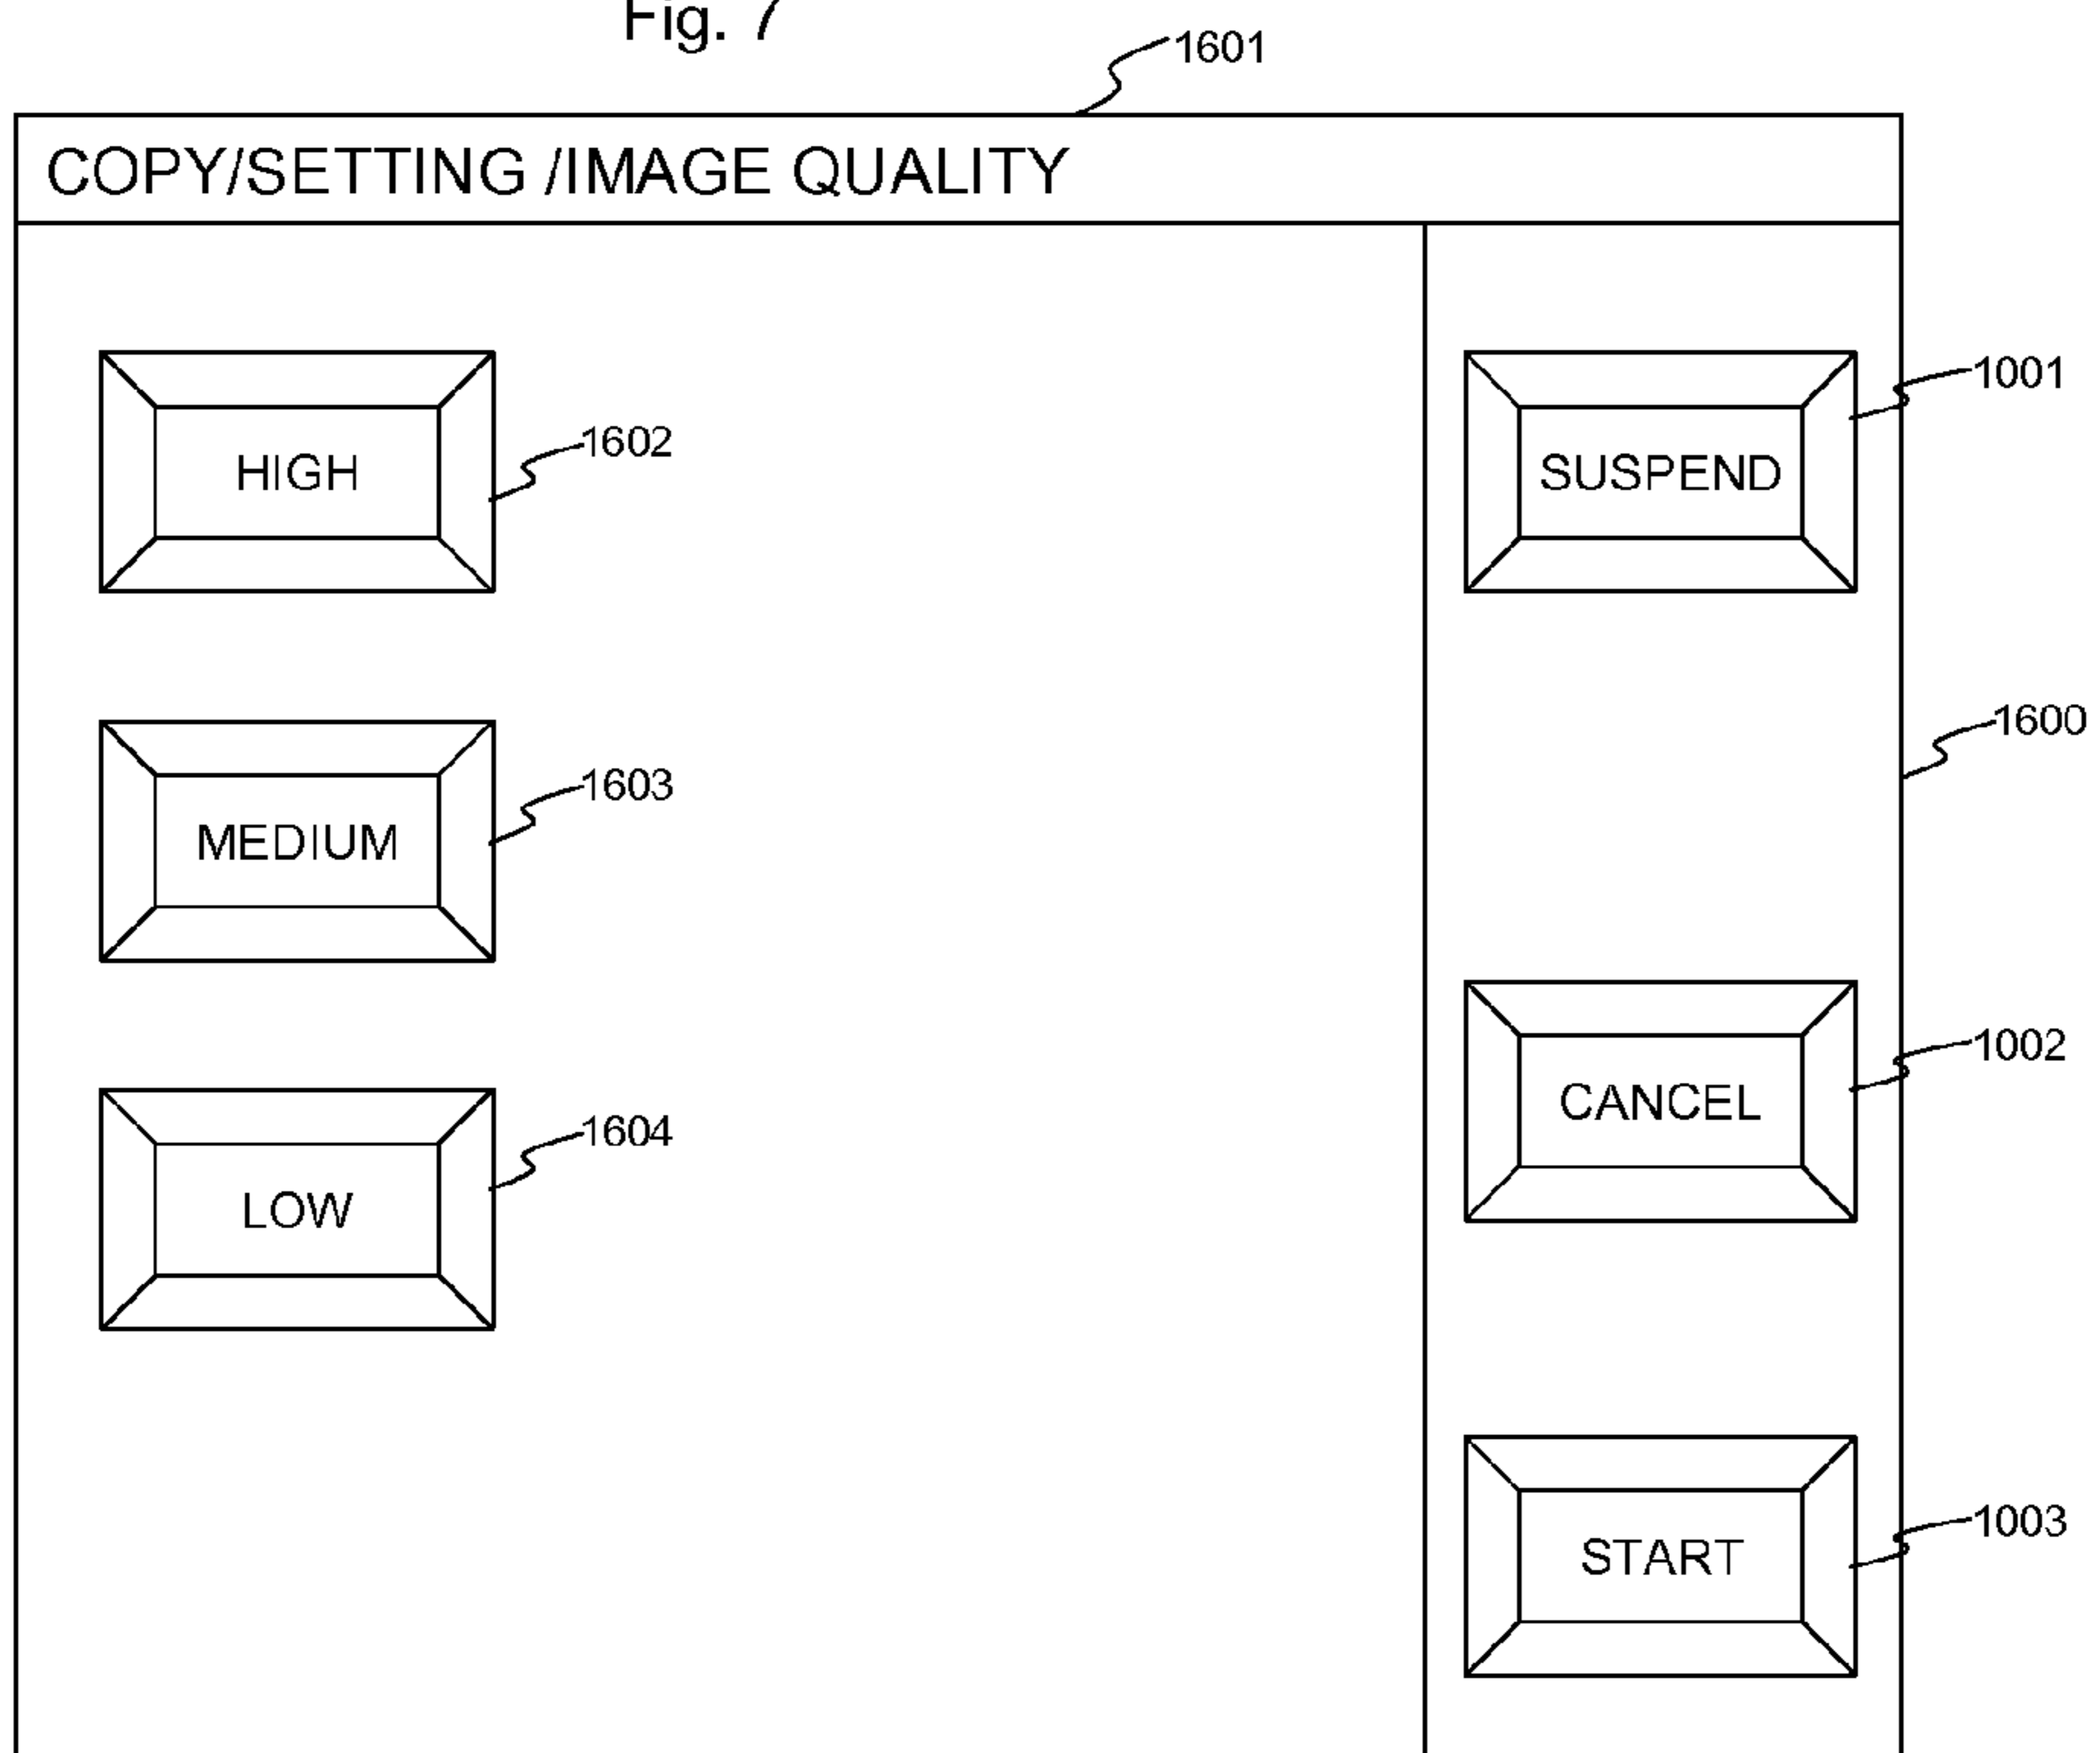 Fig. 7
1601
COPY/SETTING /IMAGE QUALITY
HIGH
1602
SUSPEND
1001
1600
MEDIUM
1603
CANCEL
1002
LOW
1604
START
1003